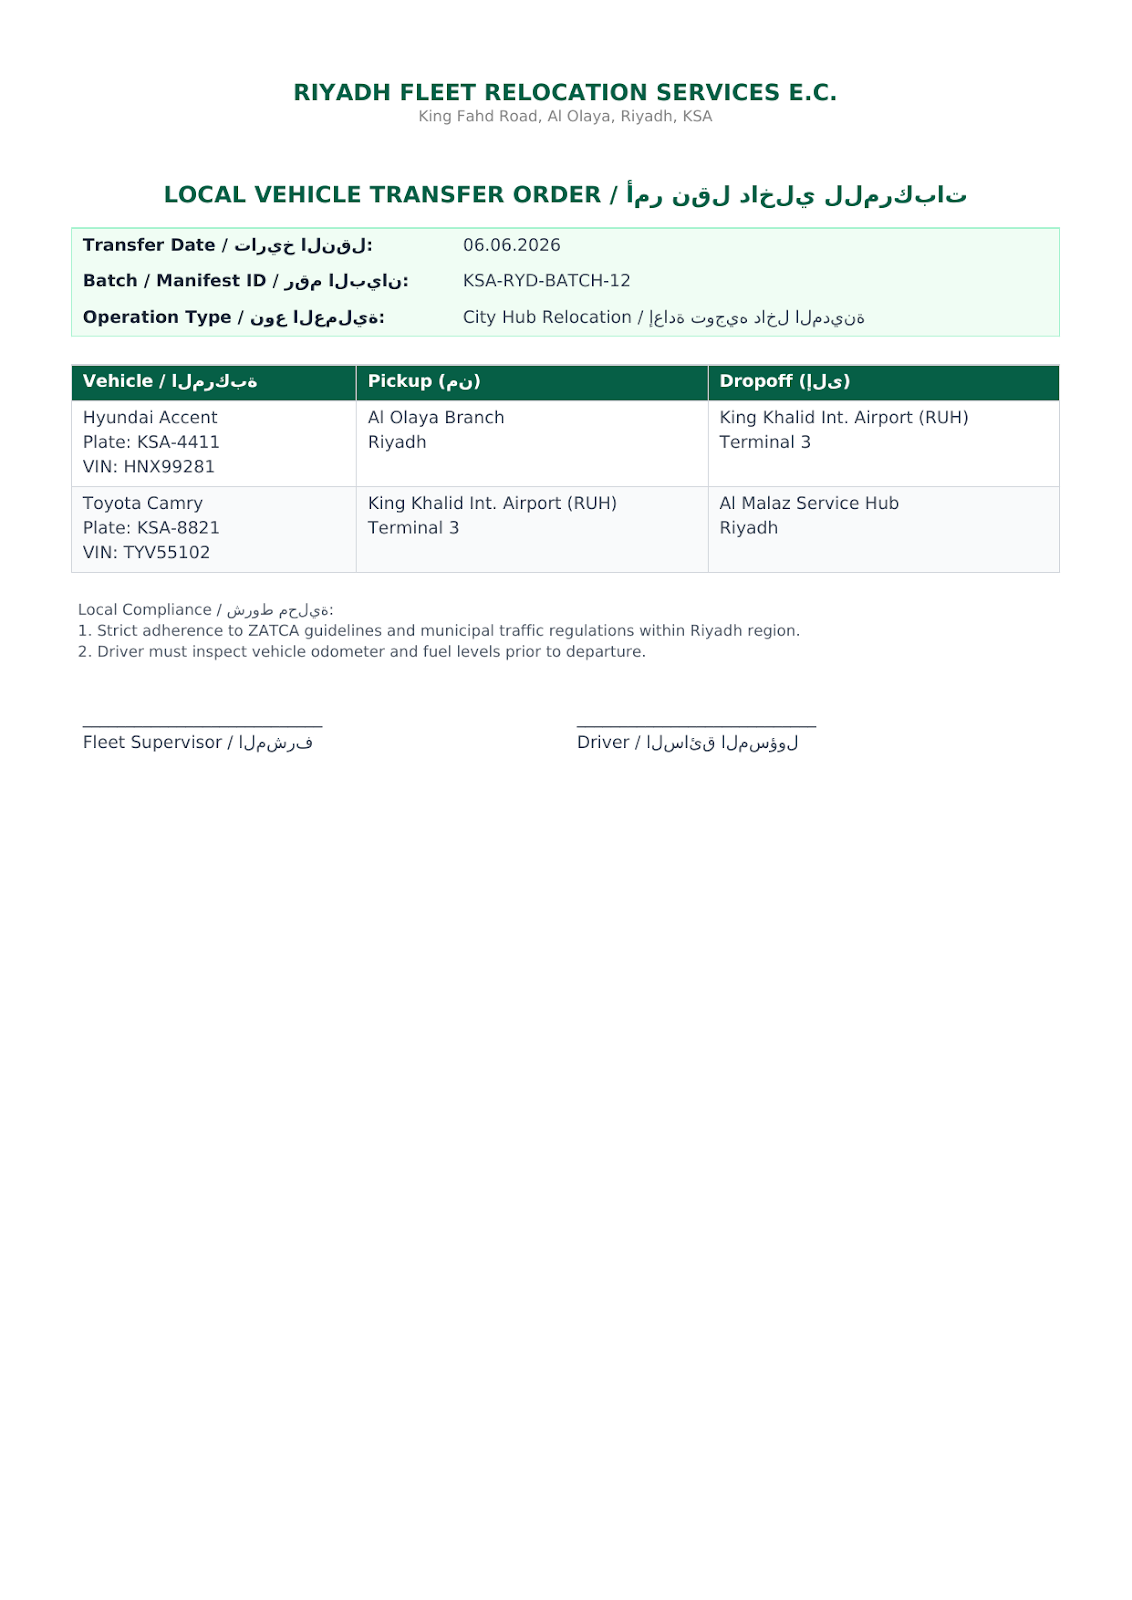 RIYADH FLEET RELOCATION SERVICES E.C.
King Fahd Road, Al Olaya, Riyadh, KSA
LOCAL VEHICLE TRANSFER ORDER / أمر نقل داخلي للمركبات
Transfer Date / تاريخ النقل: 06.06.2026
Batch / Manifest ID / رقم البيان: KSA-RYD-BATCH-12
Operation Type / نوع العملية: City Hub Relocation / إعادة توجيه داخل المدينة
Vehicle / المركبة Pickup (من) Dropoff (إلى)
Hyundai Accent Al Olaya Branch King Khalid Int. Airport (RUH)
Plate: KSA-4411 Riyadh Terminal 3
VIN: HNX99281
Toyota Camry King Khalid Int. Airport (RUH) Al Malaz Service Hub
Plate: KSA-8821 Terminal 3 Riyadh
VIN: TYV55102
Local Compliance / شروط محلية:
1. Strict adherence to ZATCA guidelines and municipal traffic regulations within Riyadh region.
2. Driver must inspect vehicle odometer and fuel levels prior to departure.
Fleet Supervisor / المشرف Driver / السائق المسؤول